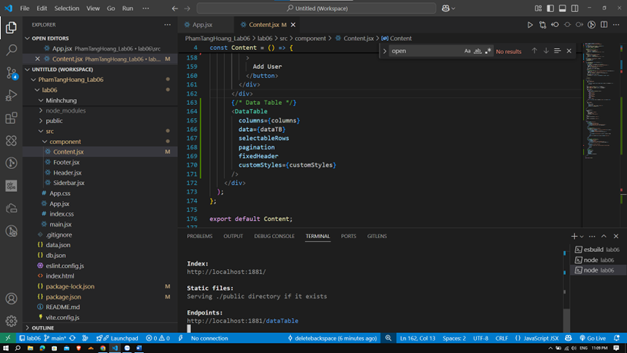 File Edit Selection View Go Run ···
Untitled (Workspace)
EXPLORER
OPEN EDITORS
App.jsx PhamTangHoang_Lab06 • lab06\src
Content.jsx PhamTangHoang_Lab06 • lab... M
UNTITLED (WORKSPACE)
PhamTangHoang_Lab06
lab06
Minhchung
node_modules
public
src
component
Content.jsx M
Footer.jsx
Header.jsx
Siderbar.jsx
App.css
App.jsx
index.css
main.jsx
.gitignore
data.json
db.json
eslint.config.js
index.html
package-lock.json M
package.json M
README.md
vite.config.js
OUTLINE
App.jsx
Content.jsx M
PhamTangHoang_Lab06 > lab06 > src > component > Content.jsx > Content
4 const Content = () => {
open
Aa ab No results
158 >
159 Add User
160 </button>
161 </div>
162 </div>
163 {/* Data Table */}
164 <DataTable
165 columns={columns}
166 data={dataTB}
167 selectableRows
168 pagination
169 fixedHeader
170 customStyles={customStyles}
171 />
172 </div>
173 );
174 };
175
176 export default Content;
177
PROBLEMS OUTPUT DEBUG CONSOLE TERMINAL PORTS GITLENS
Index:
http://localhost:1881/
Static files:
Serving ./public directory if it exists
Endpoints:
http://localhost:1881/dataTable
esbuild lab06
node lab06
node lab06
lab06 main* Launchpad 0 0 No connection
deletebackspace (6 minutes ago) Ln 162, Col 13 Spaces: 2 UTF-8 CRLF JavaScript JSX Go Live
ENG 11:09 PM